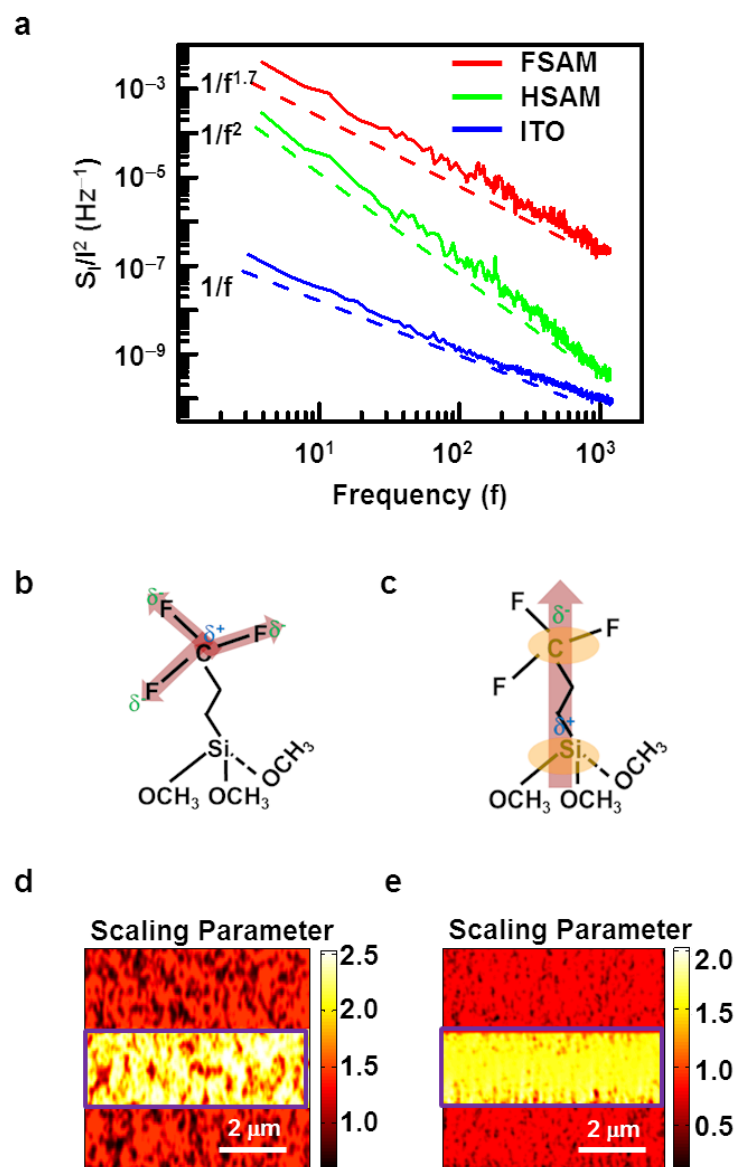 a
10⁻³
10⁻⁵
10⁻⁷
10⁻⁹
Sᵢ/I² (Hz⁻¹)
1/f¹·⁷
1/f²
1/f
FSAM
HSAM
ITO
10¹ 10² 10³
Frequency (f)
b
δ⁻
F
δ⁺
F δ⁻
C
F
δ⁻
Si
OCH₃
OCH₃ OCH₃
c
δ⁻
F
F
C
F
δ⁺
Si
OCH₃
OCH₃ OCH₃
d
Scaling Parameter
2.5
2.0
1.5
1.0
2 μm
e
Scaling Parameter
2.0
1.5
1.0
0.5
2 μm